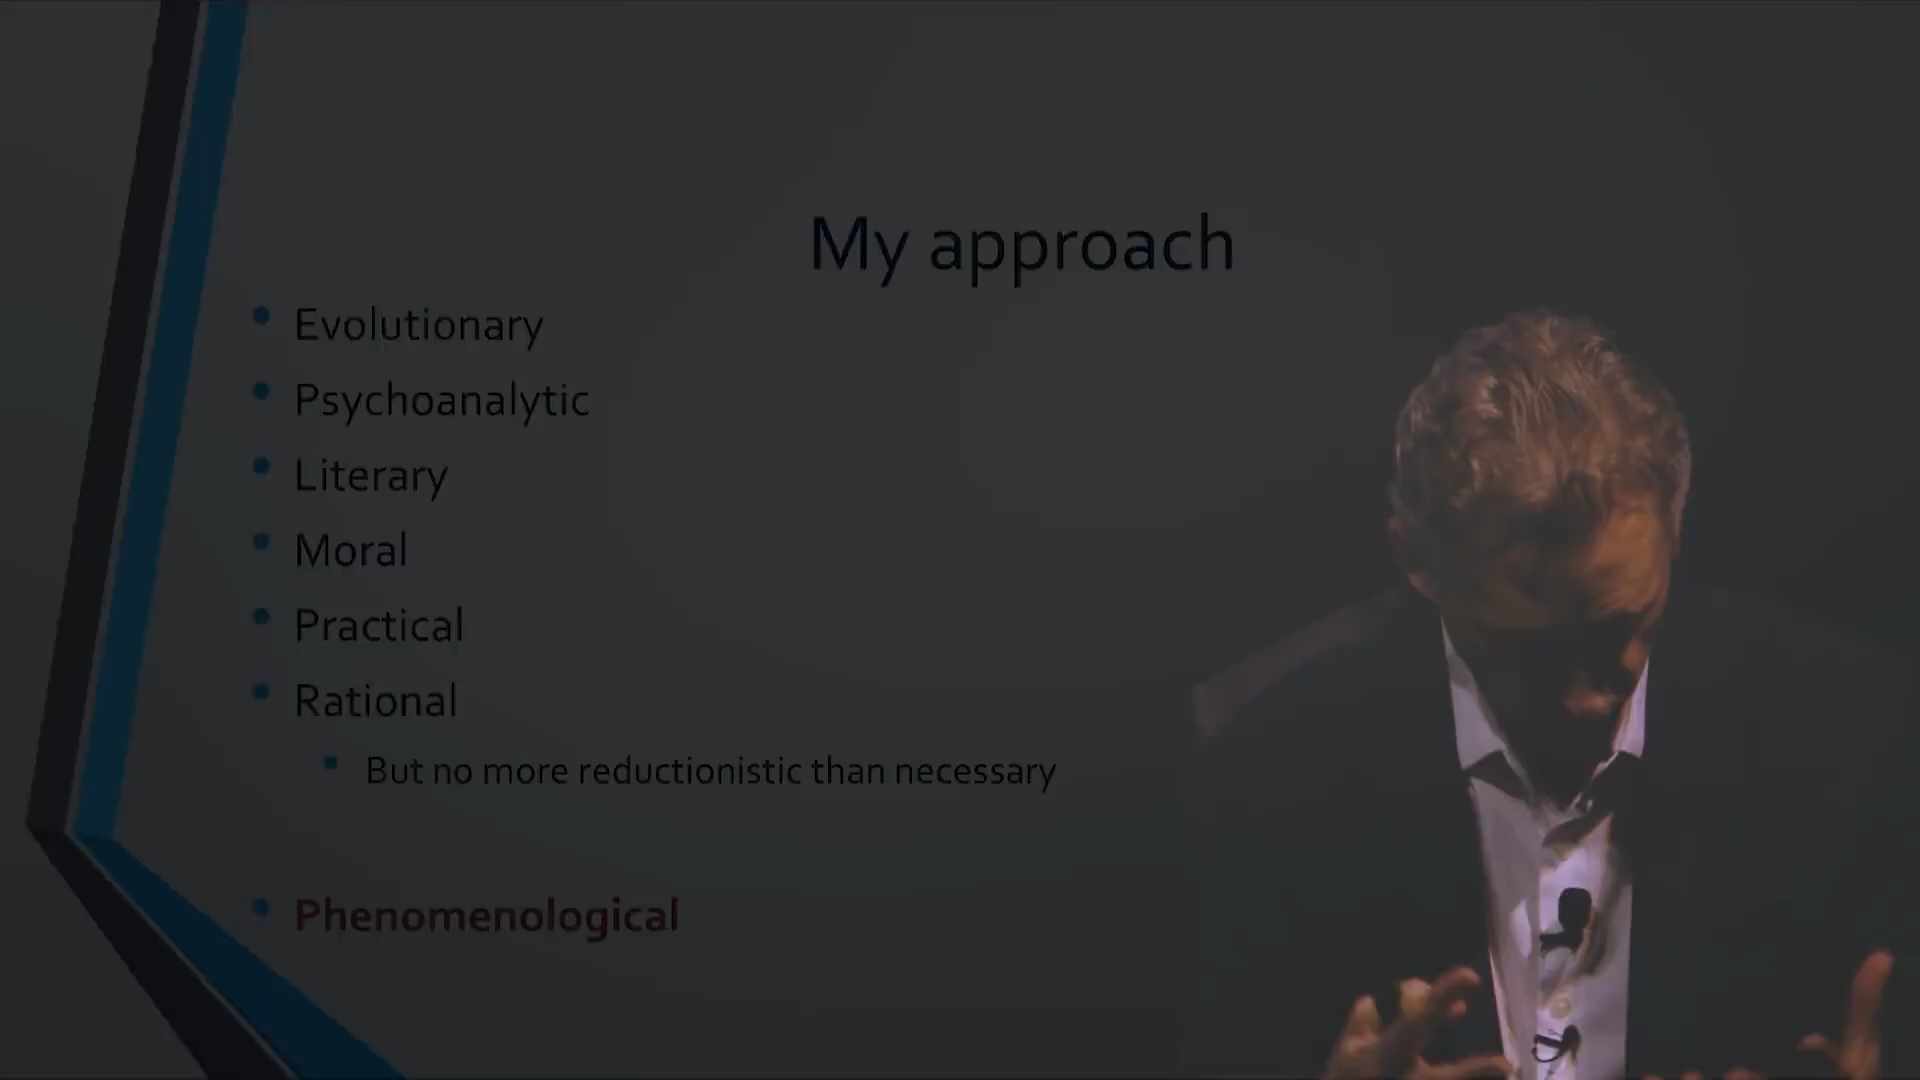 My approach
Evolutionary
Psychoanalytic
Literary
Moral
Practical
Rational
But no more reductionistic than necessary
Phenomenological